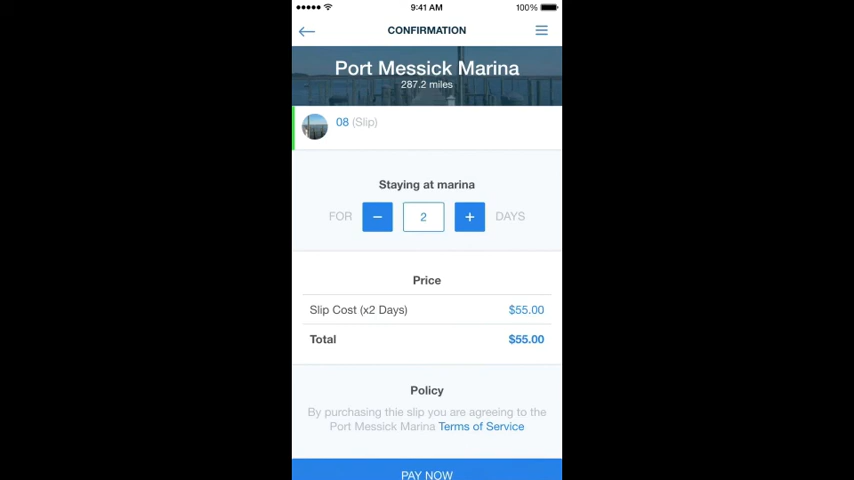 9:41 AM
100%
CONFIRMATION
Port Messick Marina
287.2 miles
08 (Slip)
Staying at marina
FOR − 2 + DAYS
Price
Slip Cost (x2 Days) $55.00
Total $55.00
Policy
By purchasing thie slip you are agreeing to the
Port Messick Marina Terms of Service
PAY NOW